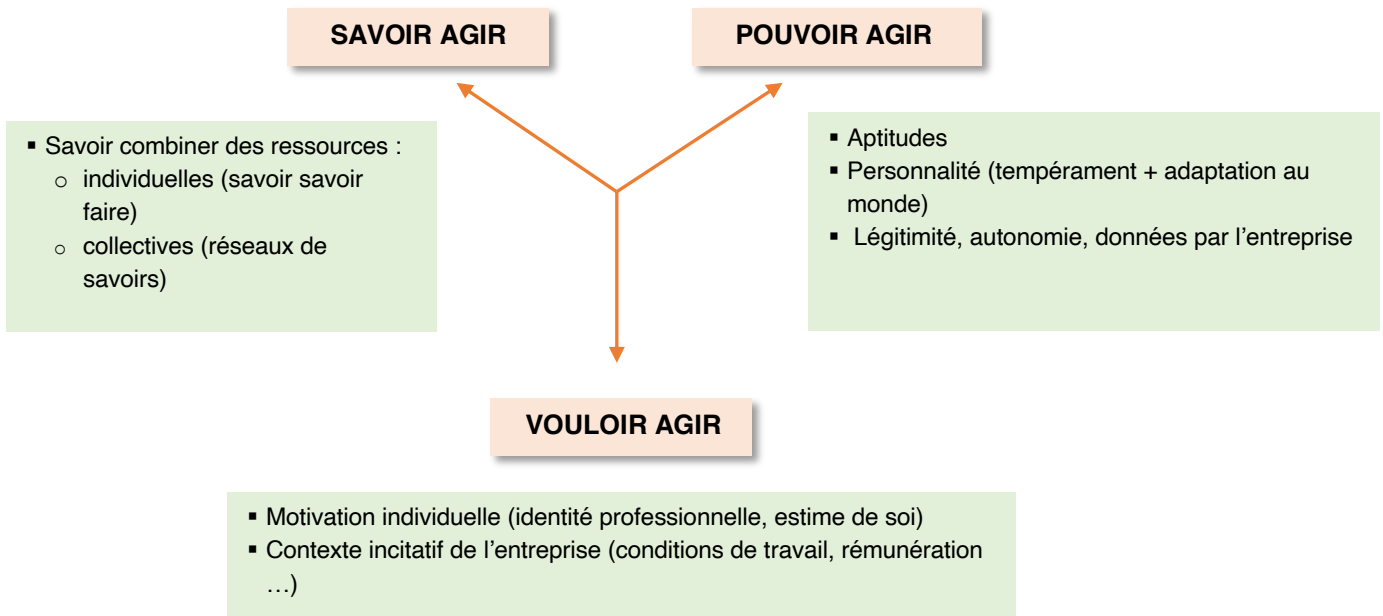 SAVOIR AGIR
POUVOIR AGIR
▪ Savoir combiner des ressources :
o individuelles (savoir savoir
faire)
o collectives (réseaux de
savoirs)
▪ Aptitudes
▪ Personnalité (tempérament + adaptation au
monde)
▪ Légitimité, autonomie, données par l’entreprise
VOULOIR AGIR
▪ Motivation individuelle (identité professionnelle, estime de soi)
▪ Contexte incitatif de l’entreprise (conditions de travail, rémunération
…)